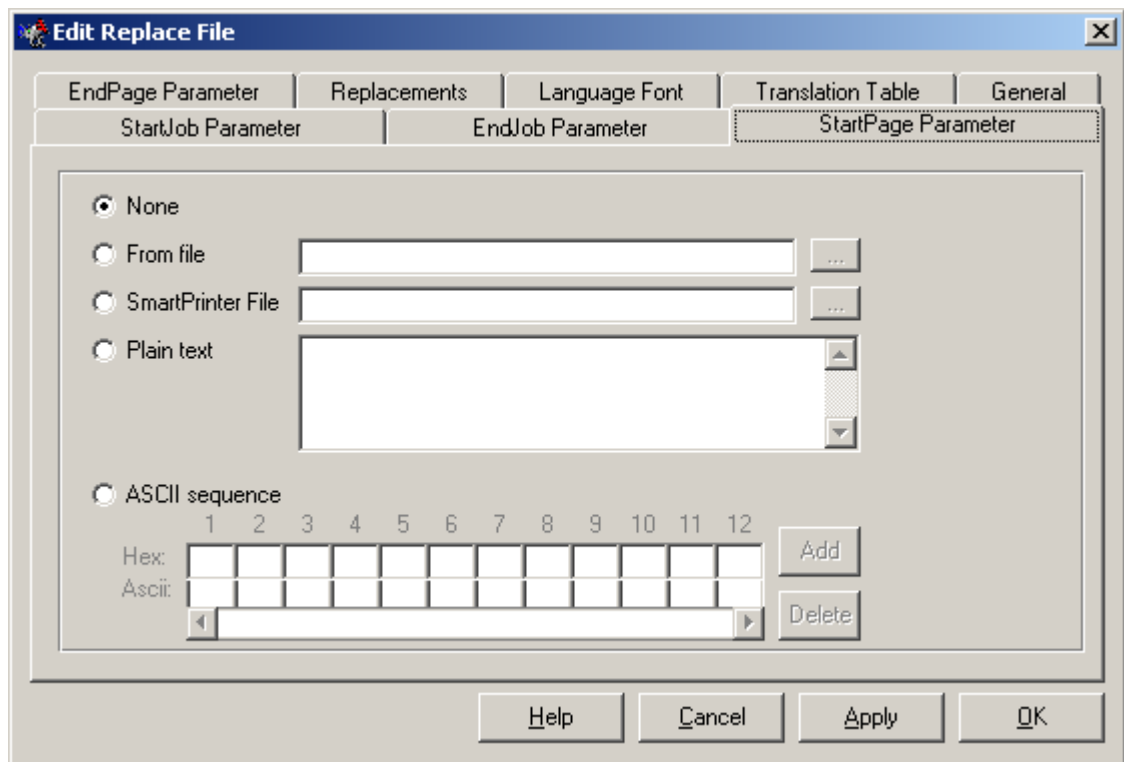 Edit Replace File
EndPage Parameter Replacements Language Font Translation Table General
StartJob Parameter EndJob Parameter StartPage Parameter
None
From file ...
SmartPrinter File ...
Plain text
ASCII sequence
1 2 3 4 5 6 7 8 9 10 11 12
Hex: Add
Ascii:
Delete
Help Cancel Apply OK